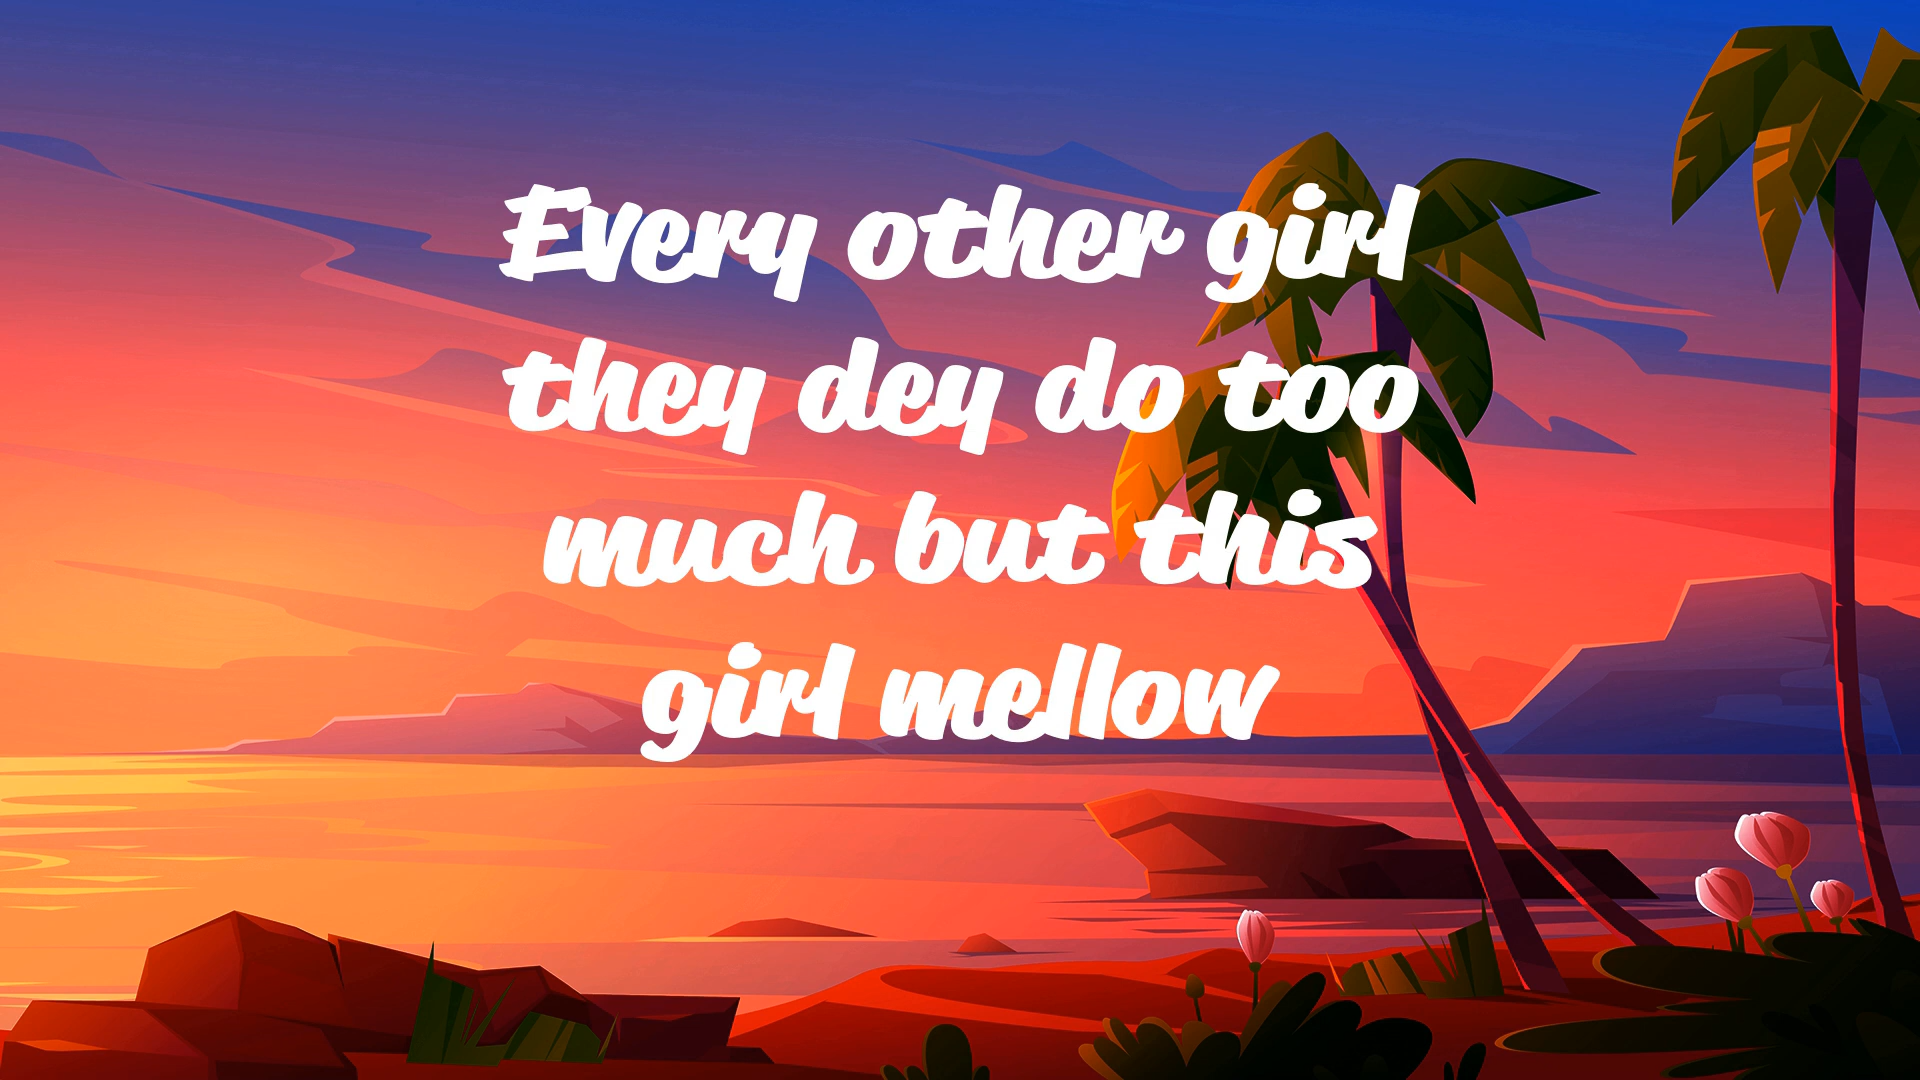 Every other girl
they dey do too
much but this
girl mellow